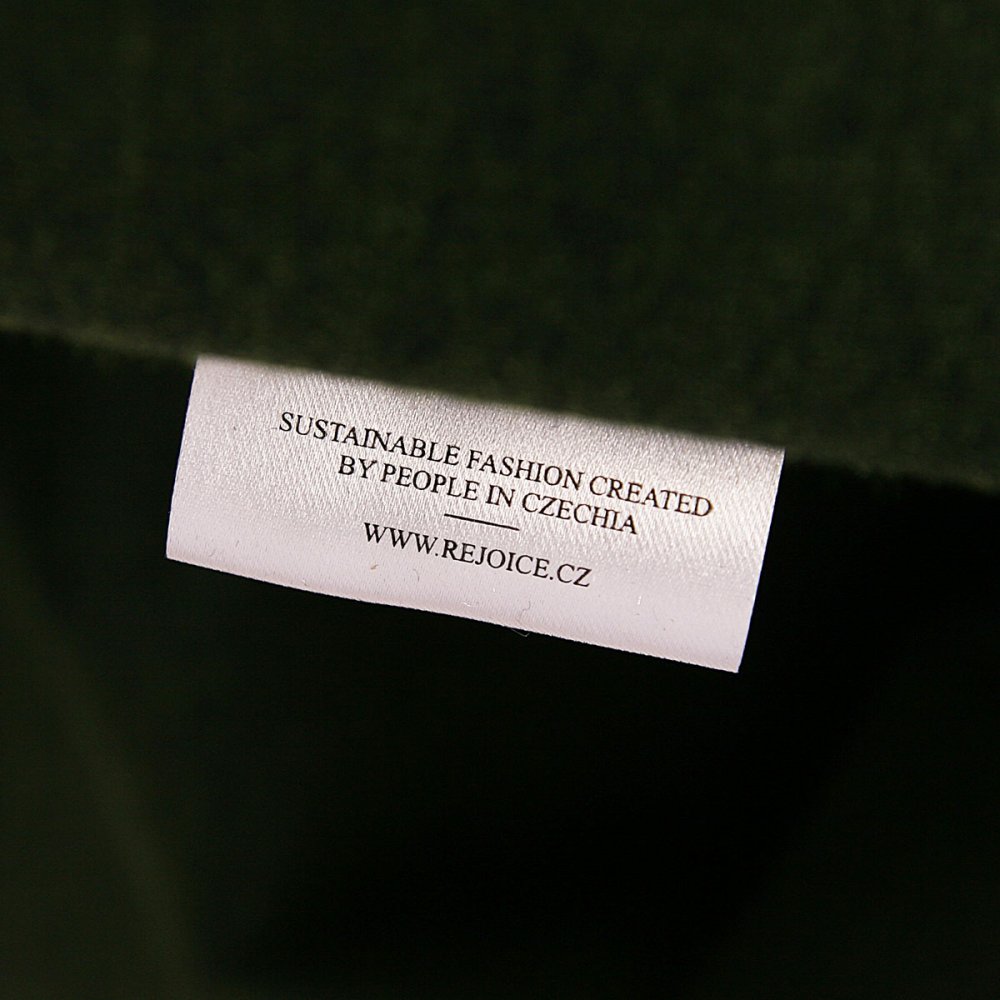 SUSTAINABLE FASHION CREATED
BY PEOPLE IN CZECHIA
WWW.REJOICE.CZ